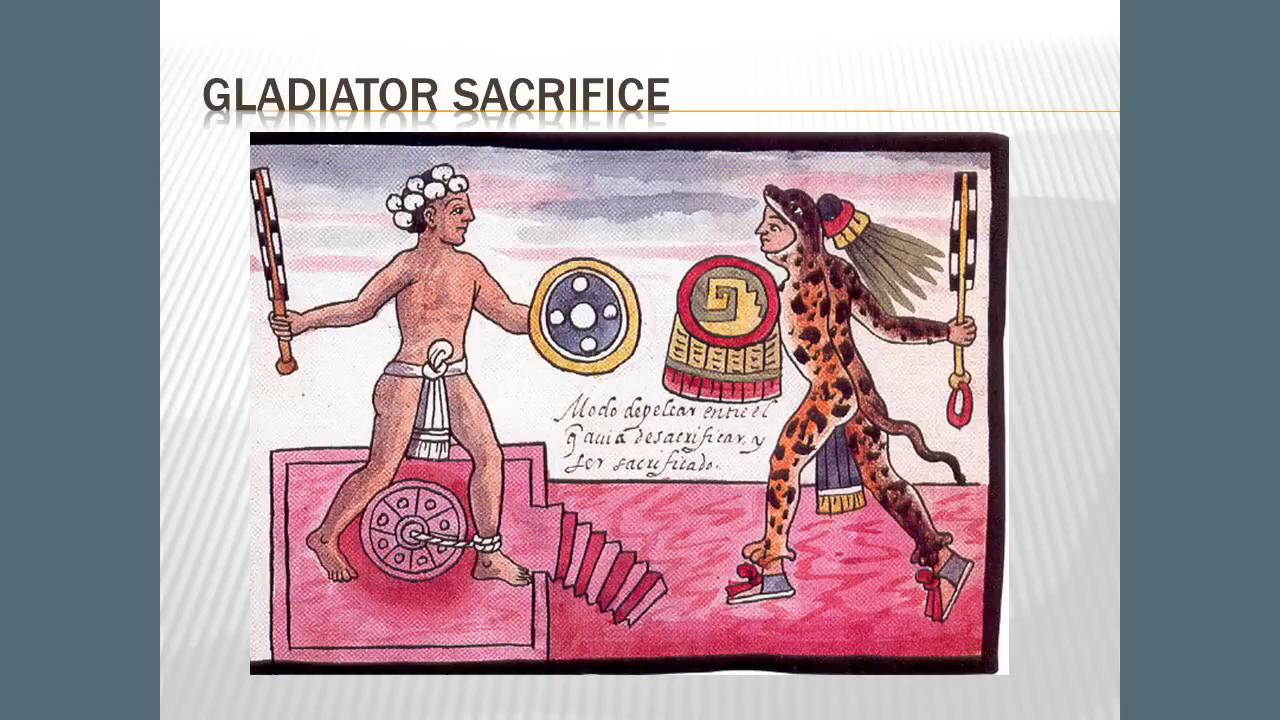 GLADIATOR SACRIFICE
Modo depelear entre el
q̃ auia desacrificar, y
ser sacrificado.